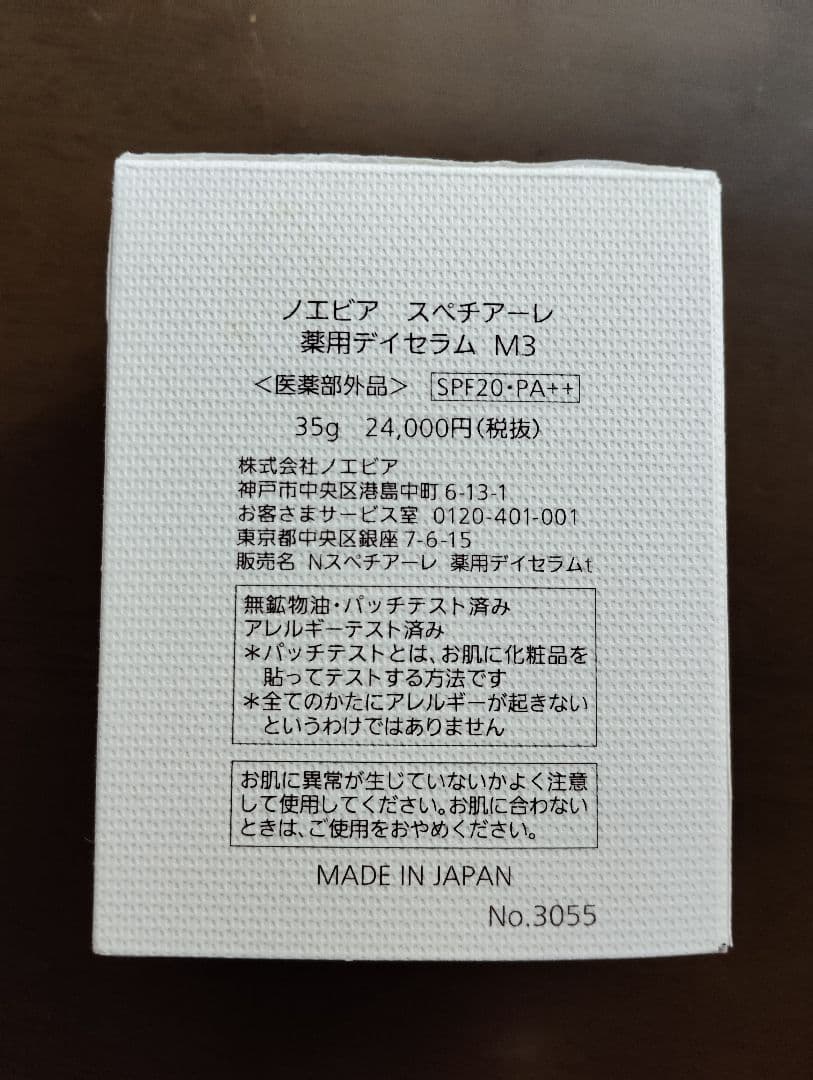 ノエビア　スペチアーレ
薬用デイセラム M3
＜医薬部外品＞ SPF20・PA++
35g 24,000円(税抜)
株式会社ノエビア
神戸市中央区港島中町 6-13-1
お客さまサービス室 0120-401-001
東京都中央区銀座 7-6-15
販売名 Nスペチアーレ 薬用デイセラムt
無鉱物油・パッチテスト済み
アレルギーテスト済み
＊パッチテストとは、お肌に化粧品を
貼ってテストする方法です
＊全てのかたにアレルギーが起きない
というわけではありません
お肌に異常が生じていないかよく注意
して使用してください。お肌に合わない
ときは、ご使用をおやめください。
MADE IN JAPAN
No.3055